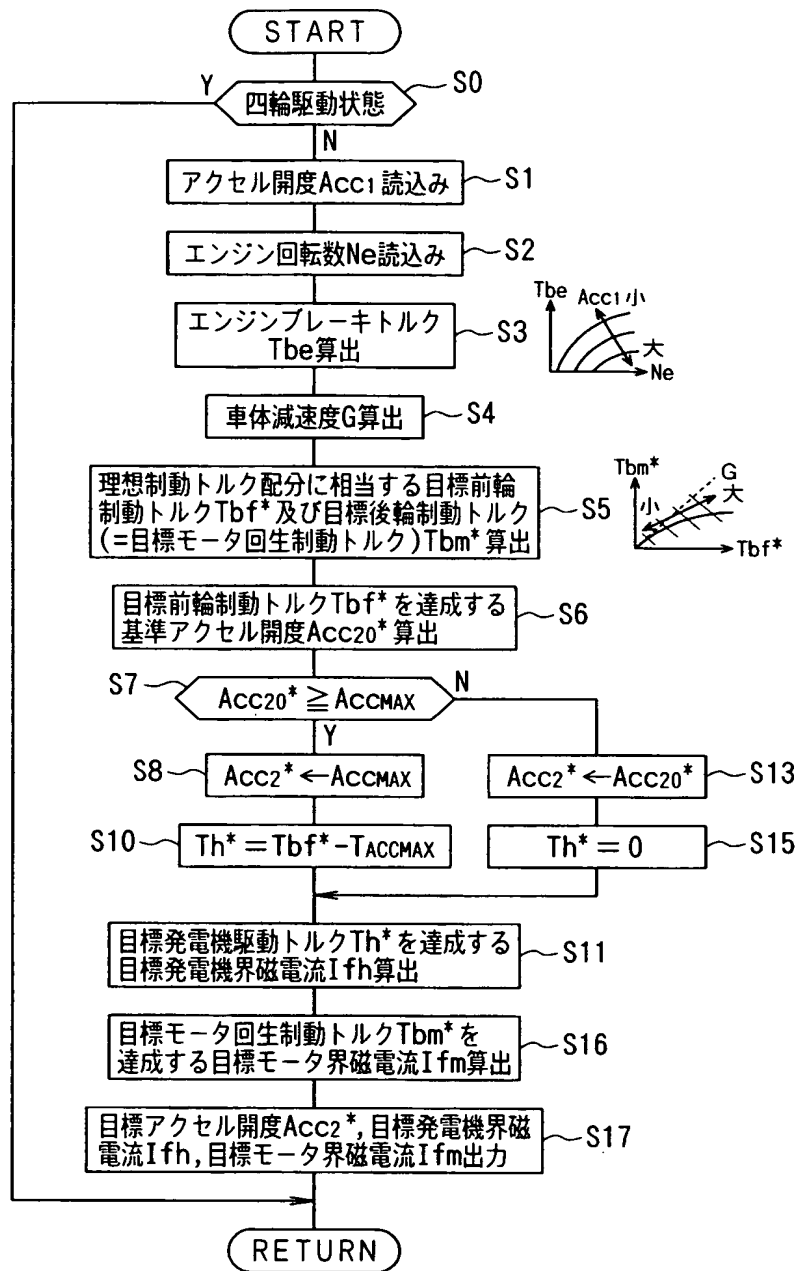 START
Y
四輪駆動状態
S0
N
アクセル開度Acc1読込み
S1
エンジン回転数Ne読込み
S2
エンジンブレーキトルク
Tbe算出
S3
Tbe
Acc1小
大
Ne
車体減速度G算出
S4
理想制動トルク配分に相当する目標前輪
制動トルクTbf*及び目標後輪制動トルク
(=目標モータ回生制動トルク)Tbm*算出
S5
Tbm*
G
小
大
Tbf*
目標前輪制動トルクTbf*を達成する
基準アクセル開度Acc20*算出
S6
S7
Acc20*≧ACCMAX
N
Y
S8
Acc2*←ACCMAX
Acc2*←Acc20*
S13
S10
Th*=Tbf*-TACCMAX
Th*=0
S15
目標発電機駆動トルクTh*を達成する
目標発電機界磁電流Ifh算出
S11
目標モータ回生制動トルクTbm*を
達成する目標モータ界磁電流Ifm算出
S16
目標アクセル開度Acc2*,目標発電機界磁
電流Ifh,目標モータ界磁電流Ifm出力
S17
RETURN